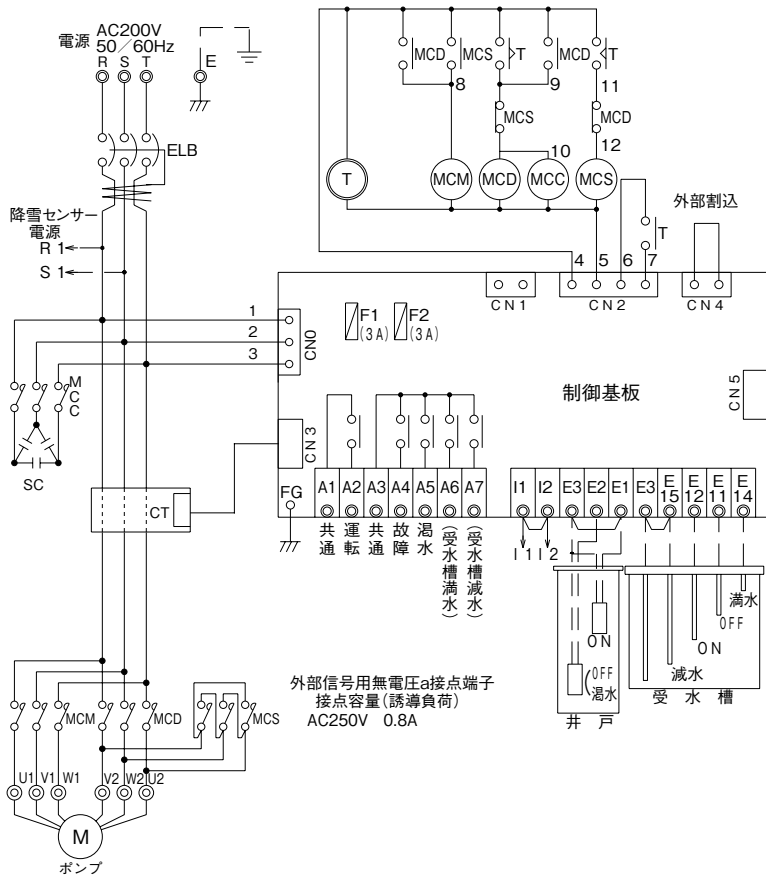 電源
AC200V
50／60Hz
R S T
E
ELB
降雪センサー
電源
R1
S1
MCD
MCS
T
MCD
T
8
9
11
MCS
MCD
10
12
T
MCM
MCD
MCC
MCS
外部割込
T
4 5 6 7
CN1
CN2
CN4
1
2
3
CN0
F1
(3A)
F2
(3A)
制御基板
CN5
MCC
SC
CN3
CT
FG
A1 A2 A3 A4 A5 A6 A7
共通
運転
共通
故障
渇水
(受水槽満水)
(受水槽減水)
I1 I2 E3 E2 E1 E3 E15 E12 E11 E14
I1 I2
ON
OFF
渇水
井戸
満水
OFF
ON
減水
受水槽
外部信号用無電圧a接点端子
接点容量(誘導負荷)
AC250V 0.8A
MCM
MCD
MCS
U1 V1 W1 V2 W2 U2
M
ポンプ